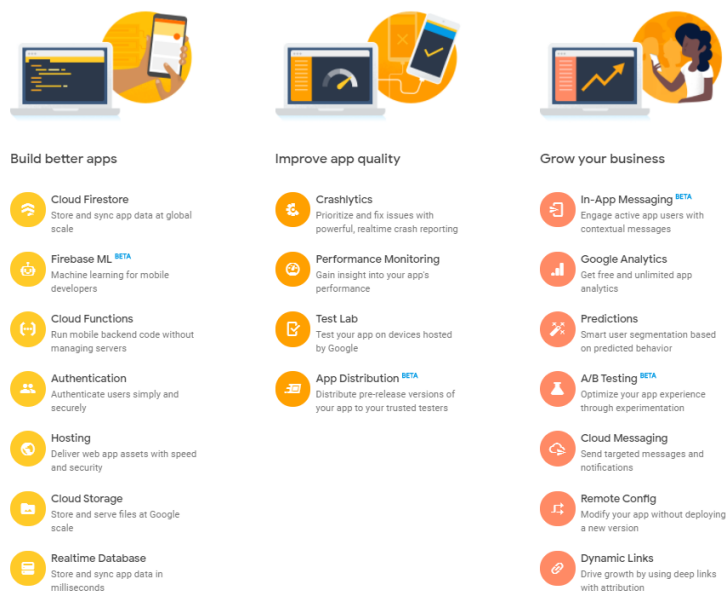 Build better apps
Cloud Firestore
Store and sync app data at global
scale
Firebase ML BETA
Machine learning for mobile
developers
Cloud Functions
Run mobile backend code without
managing servers
Authentication
Authenticate users simply and
securely
Hosting
Deliver web app assets with speed
and security
Cloud Storage
Store and serve files at Google
scale
Realtime Database
Store and sync app data in
milliseconds
Improve app quality
Crashlytics
Prioritize and fix issues with
powerful, realtime crash reporting
Performance Monitoring
Gain insight into your app's
performance
Test Lab
Test your app on devices hosted
by Google
App Distribution BETA
Distribute pre-release versions of
your app to your trusted testers
Grow your business
In-App Messaging BETA
Engage active app users with
contextual messages
Google Analytics
Get free and unlimited app
analytics
Predictions
Smart user segmentation based
on predicted behavior
A/B Testing BETA
Optimize your app experience
through experimentation
Cloud Messaging
Send targeted messages and
notifications
Remote Config
Modify your app without deploying
a new version
Dynamic Links
Drive growth by using deep links
with attribution